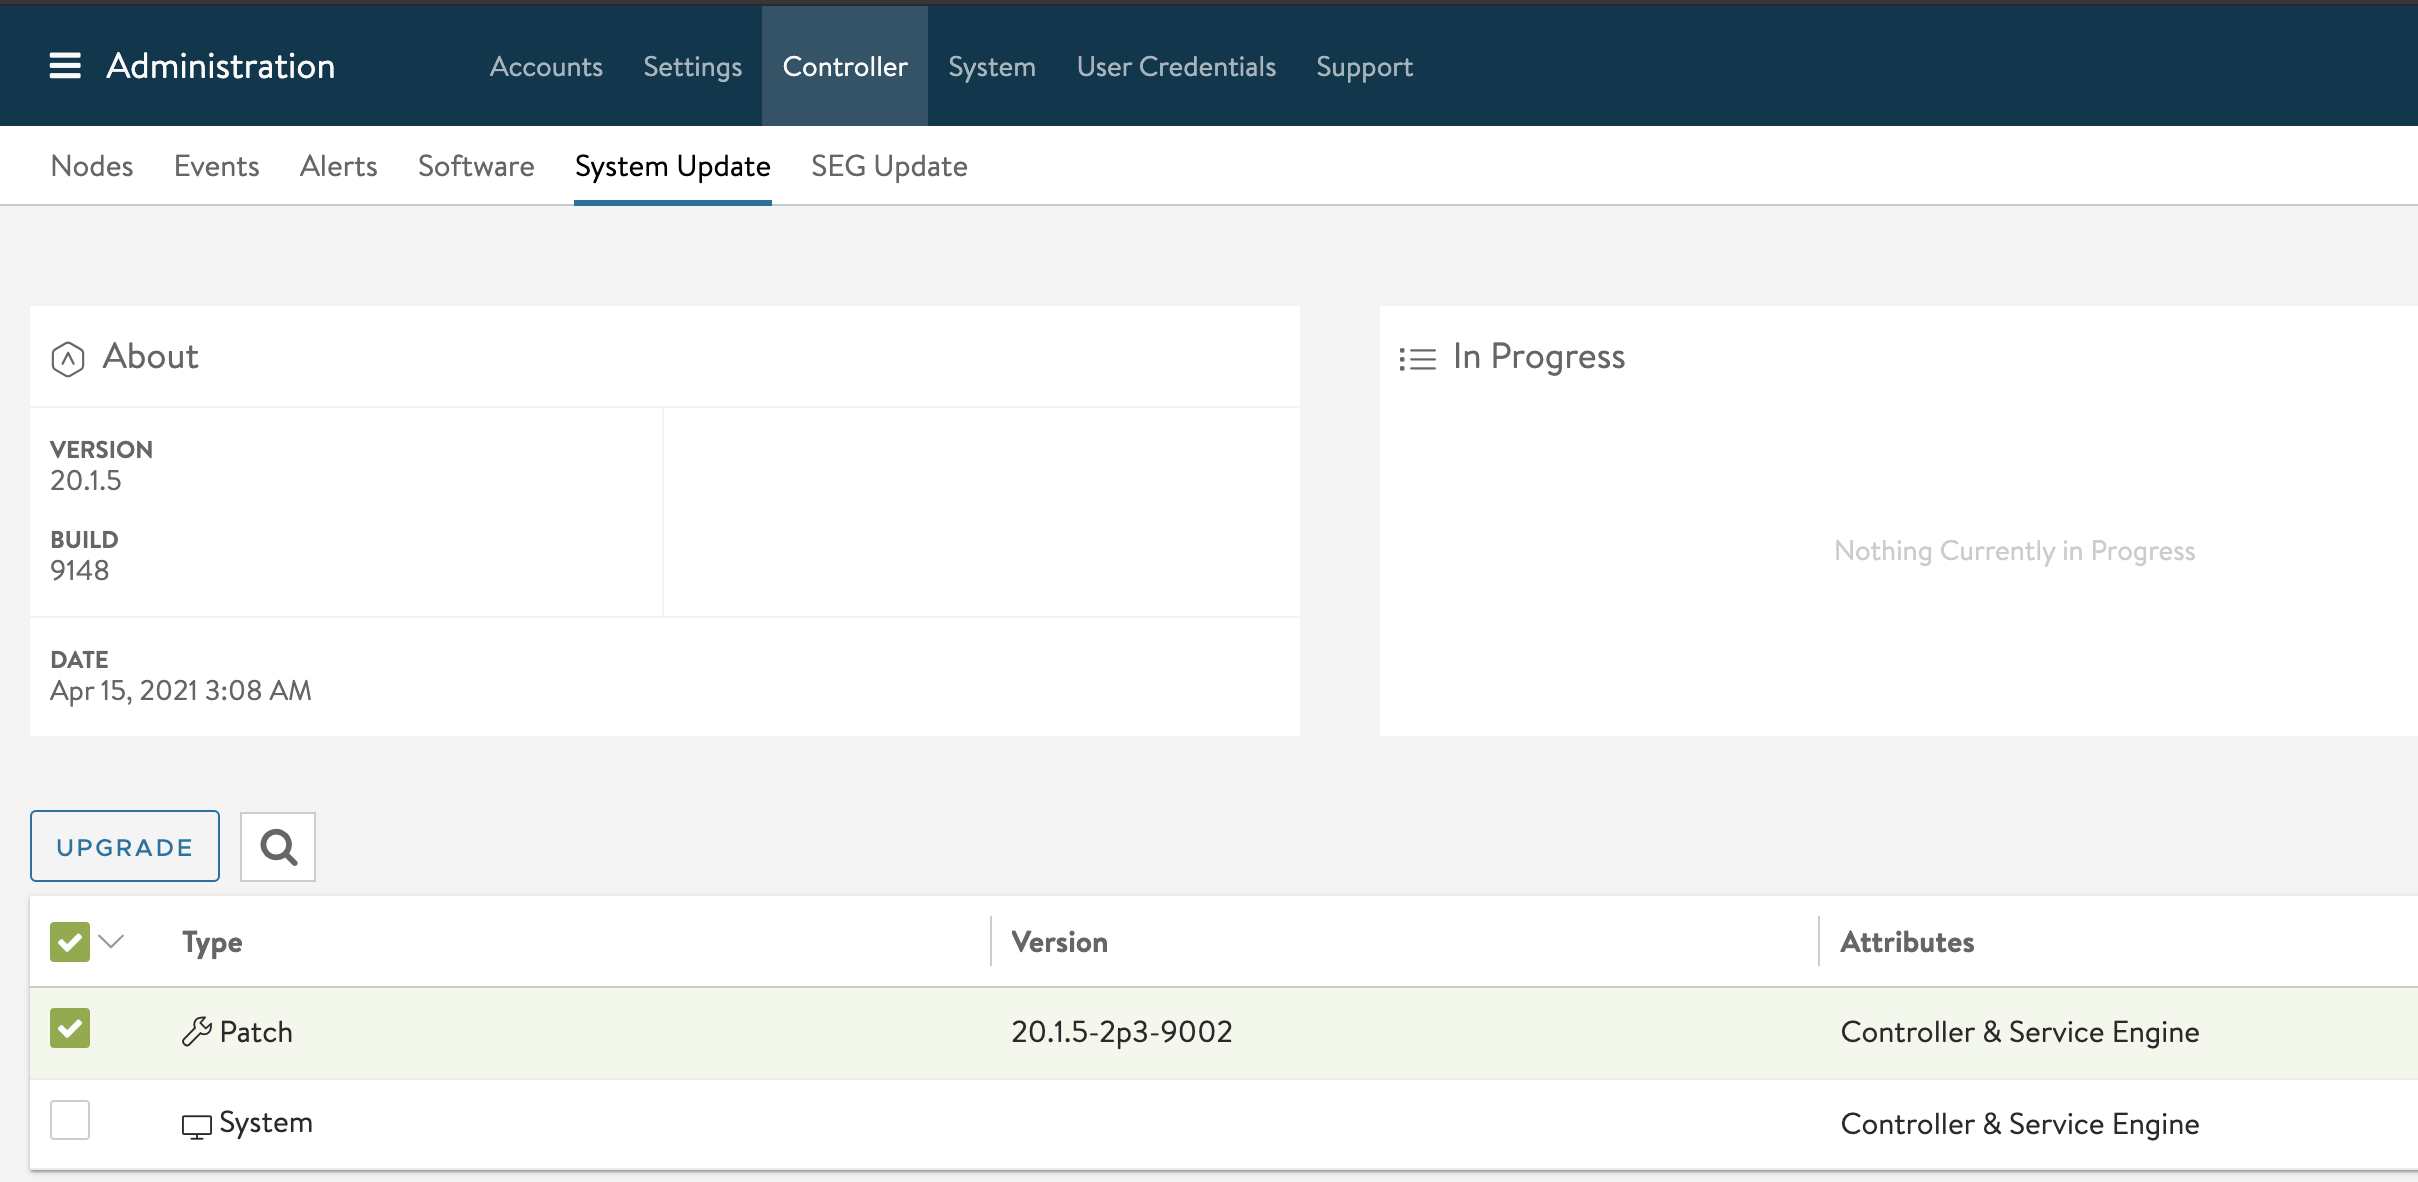 Administration Accounts Settings Controller System User Credentials Support
Nodes Events Alerts Software System Update SEG Update
About
In Progress
VERSION
20.1.5
BUILD
9148
Nothing Currently in Progress
DATE
Apr 15, 2021 3:08 AM
UPGRADE
Type Version Attributes
Patch 20.1.5-2p3-9002 Controller & Service Engine
System Controller & Service Engine